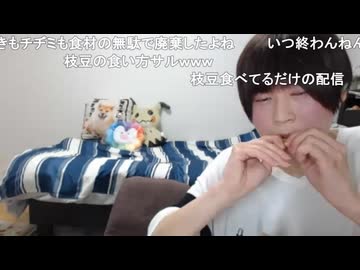 きもチヂミも食材の無駄で廃棄したよね
いつ終わんねん
枝豆の食い方サルwww
枝豆食べてるだけの配信